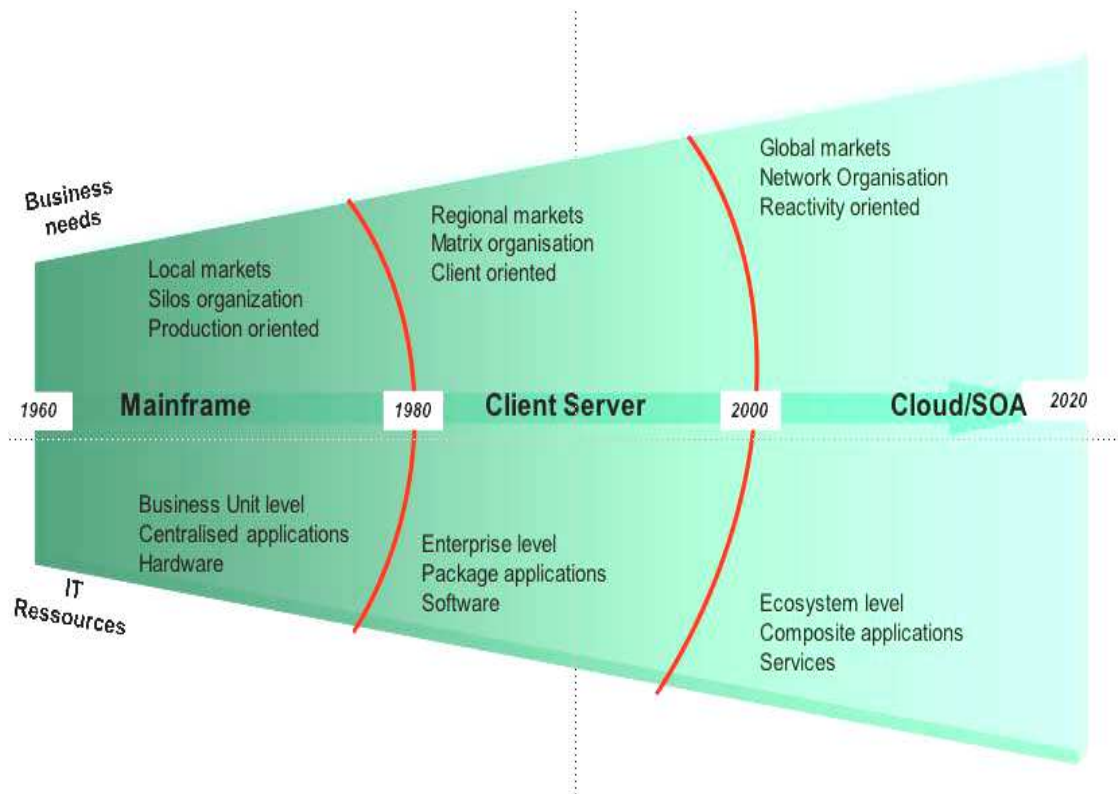 Business
needs
Local markets
Silos organization
Production oriented
Regional markets
Matrix organisation
Client oriented
Global markets
Network Organisation
Reactivity oriented
1960
Mainframe
1980
Client Server
2000
Cloud/SOA
2020
Business Unit level
Centralised applications
Hardware
Enterprise level
Package applications
Software
Ecosystem level
Composite applications
Services
IT
Ressources